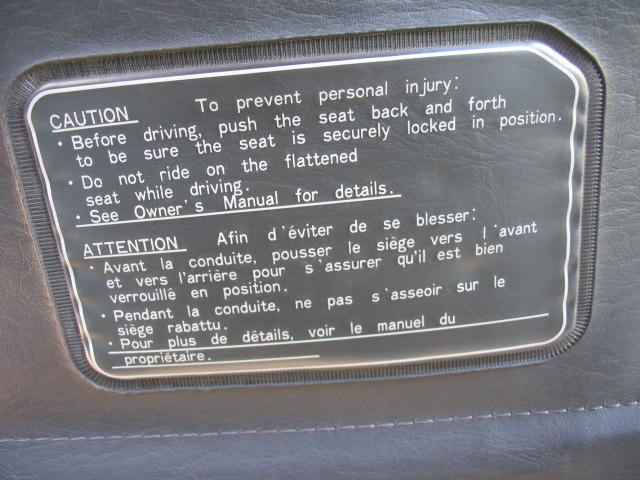 CAUTION To prevent personal injury:
· Before driving, push the seat back and forth
to be sure the seat is securely locked in position.
· Do not ride on the flattened
seat while driving.
· See Owner's Manual for details.
ATTENTION Afin d'éviter de se blesser:
· Avant la conduite, pousser le siège vers l'avant
et vers l'arrière pour s'assurer qu'il est bien
verrouillé en position.
· Pendant la conduite, ne pas s'asseoir sur le
siège rabattu.
· Pour plus de détails, voir le manuel du
propriétaire.